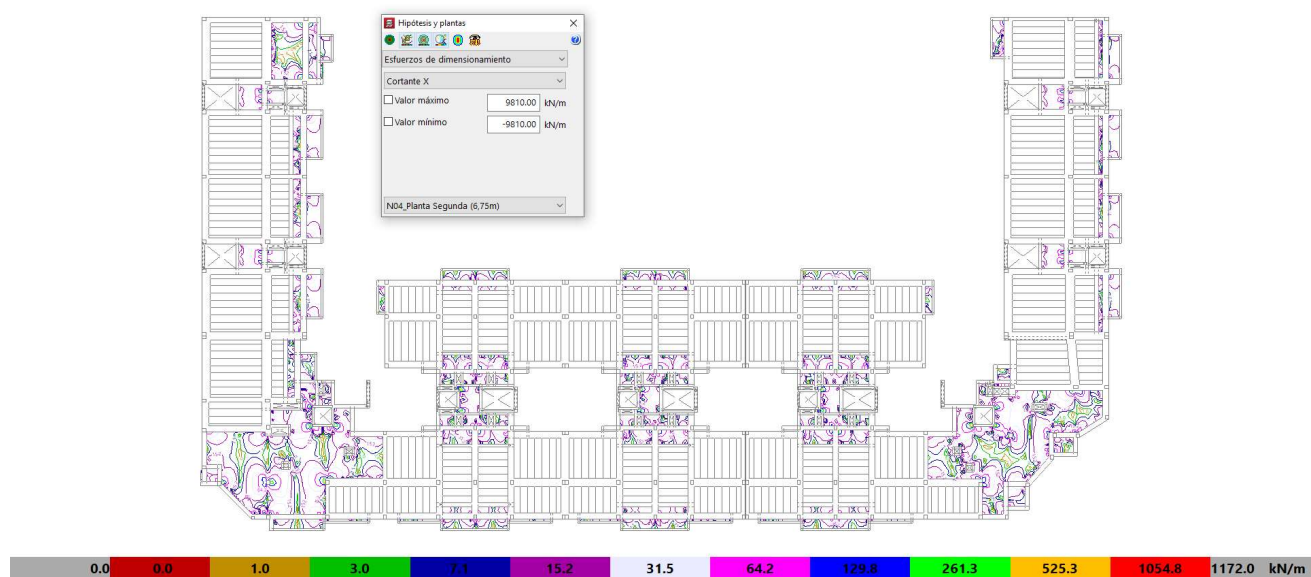 Hipótesis y plantas
Esfuerzos de dimensionamiento
Cortante X
Valor máximo 9810.00 kN/m
Valor mínimo -9810.00 kN/m
N04_Planta Segunda (6,75m)
0.0 0.0 1.0 3.0 7.1 15.2 31.5 64.2 129.8 261.3 525.3 1054.8 1172.0 kN/m